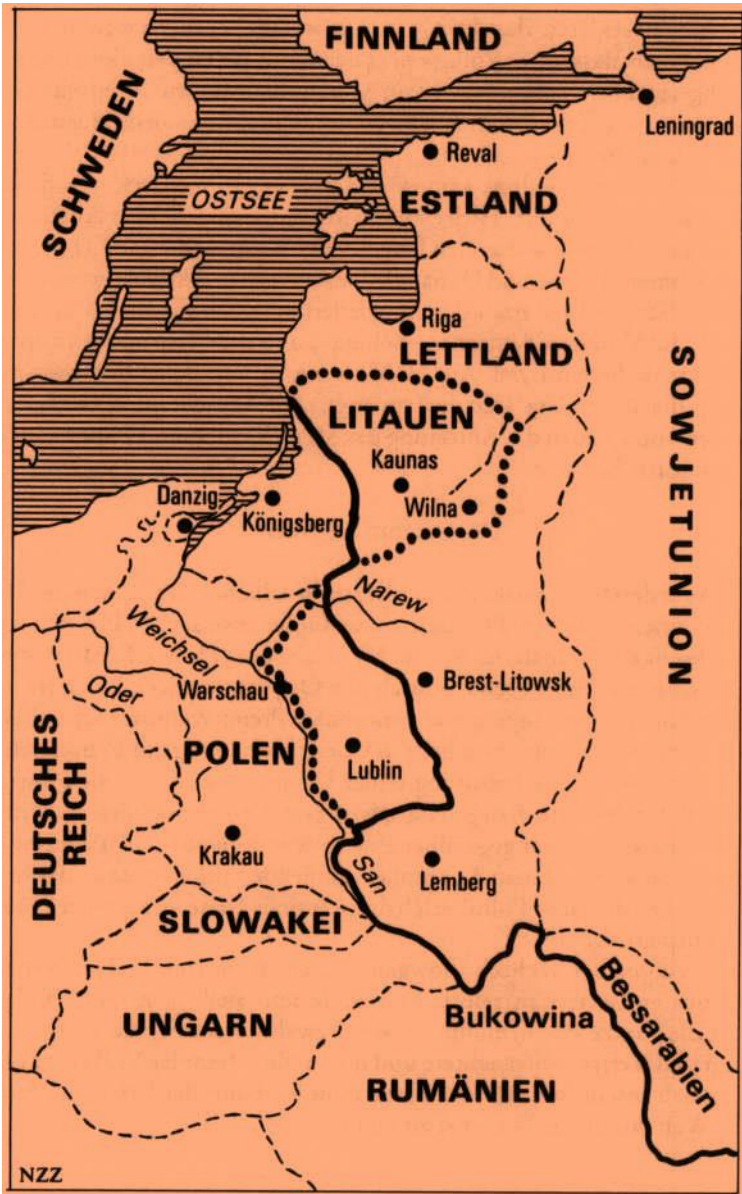 FINNLAND
SCHWEDEN
Leningrad
Reval
OSTSEE
ESTLAND
Riga
LETTLAND
SOWJETUNION
LITAUEN
Kaunas
Wilna
Danzig
Königsberg
Narew
Weichsel
Oder
Warschau
Brest-Litowsk
DEUTSCHES
REICH
POLEN
Lublin
Krakau
San
Lemberg
SLOWAKEI
UNGARN
Bukowina
Bessarabien
RUMÄNIEN
NZZ